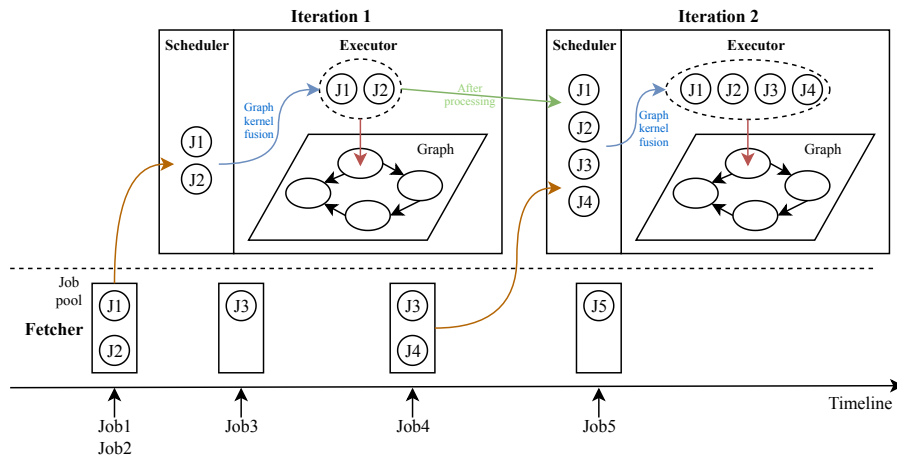 Iteration 1
Iteration 2
Scheduler
Executor
J1
J2
After
processing
Graph
kernel
fusion
J1
J2
Graph
Scheduler
Executor
J1
J2
J3
J4
J1
J2
J3
J4
Graph
kernel
fusion
Graph
Job
pool
Fetcher
J1
J2
J3
J3
J4
J5
Timeline
Job1
Job2
Job3
Job4
Job5